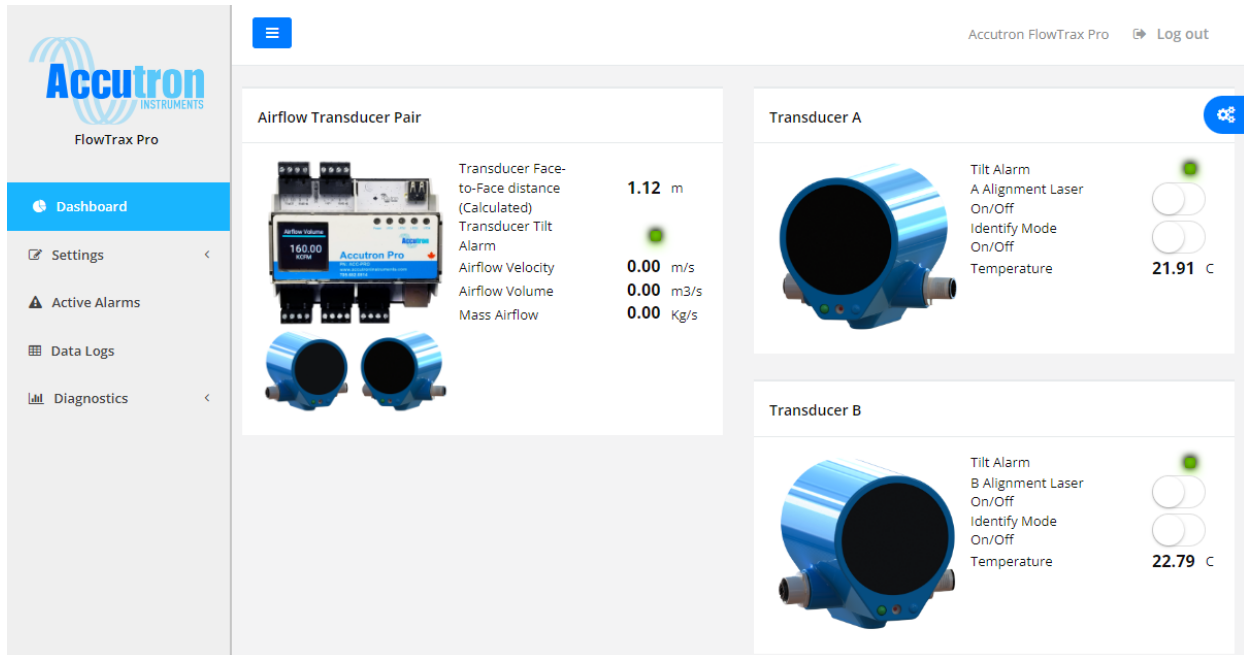 Accutron
INSTRUMENTS
FlowTrax Pro
Dashboard
Settings
Active Alarms
Data Logs
Diagnostics
Accutron FlowTrax Pro
Log out
Airflow Transducer Pair
Airflow Volume
160.00
KCFM
Accutron
Accutron Pro
www.accutroninstruments.com
Transducer Face-
to-Face distance
(Calculated)
1.12 m
Transducer Tilt
Alarm
Airflow Velocity 0.00 m/s
Airflow Volume 0.00 m3/s
Mass Airflow 0.00 Kg/s
Transducer A
Tilt Alarm
A Alignment Laser
On/Off
Identify Mode
On/Off
Temperature 21.91 C
Transducer B
Tilt Alarm
B Alignment Laser
On/Off
Identify Mode
On/Off
Temperature 22.79 C